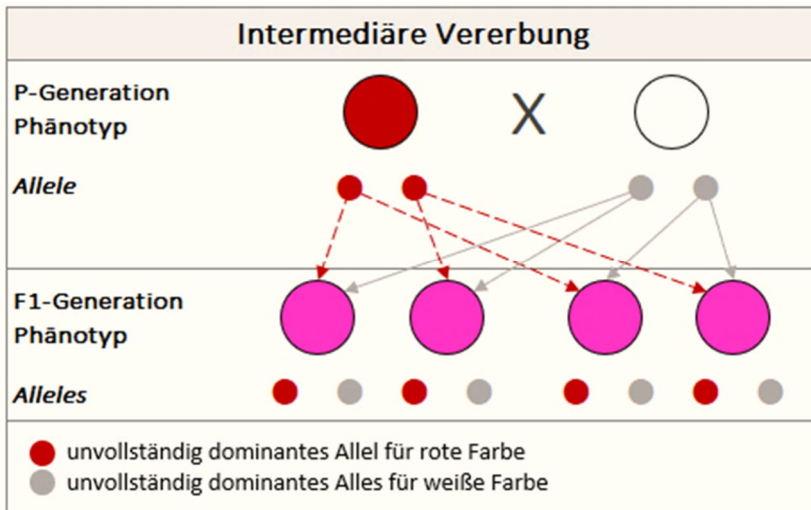 Intermediäre Vererbung
P-Generation
Phänotyp
X
Allele
F1-Generation
Phänotyp
Alleles
unvollständig dominantes Allel für rote Farbe
unvollständig dominantes Alles für weiße Farbe